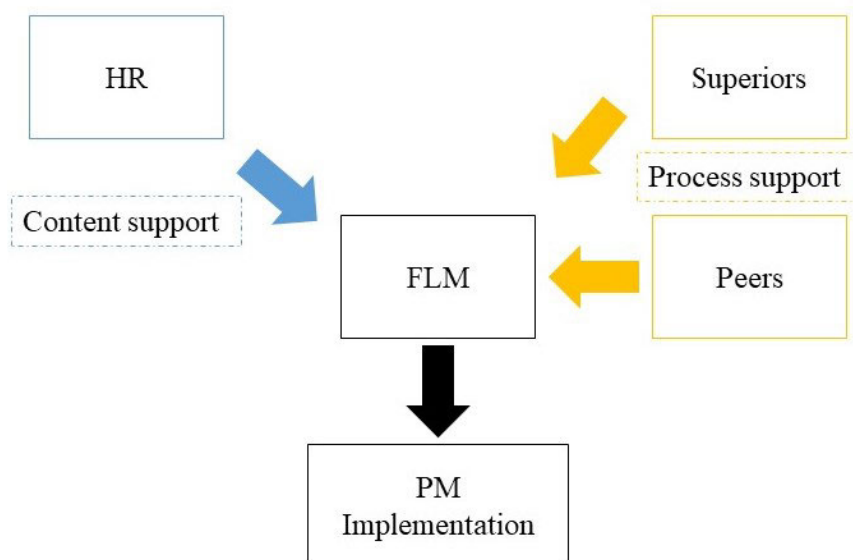 HR
Superiors
Content support
Process support
FLM
Peers
PM
Implementation